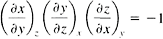 (∂x/∂y)_z (∂y/∂z)_x (∂z/∂x)_y = −1